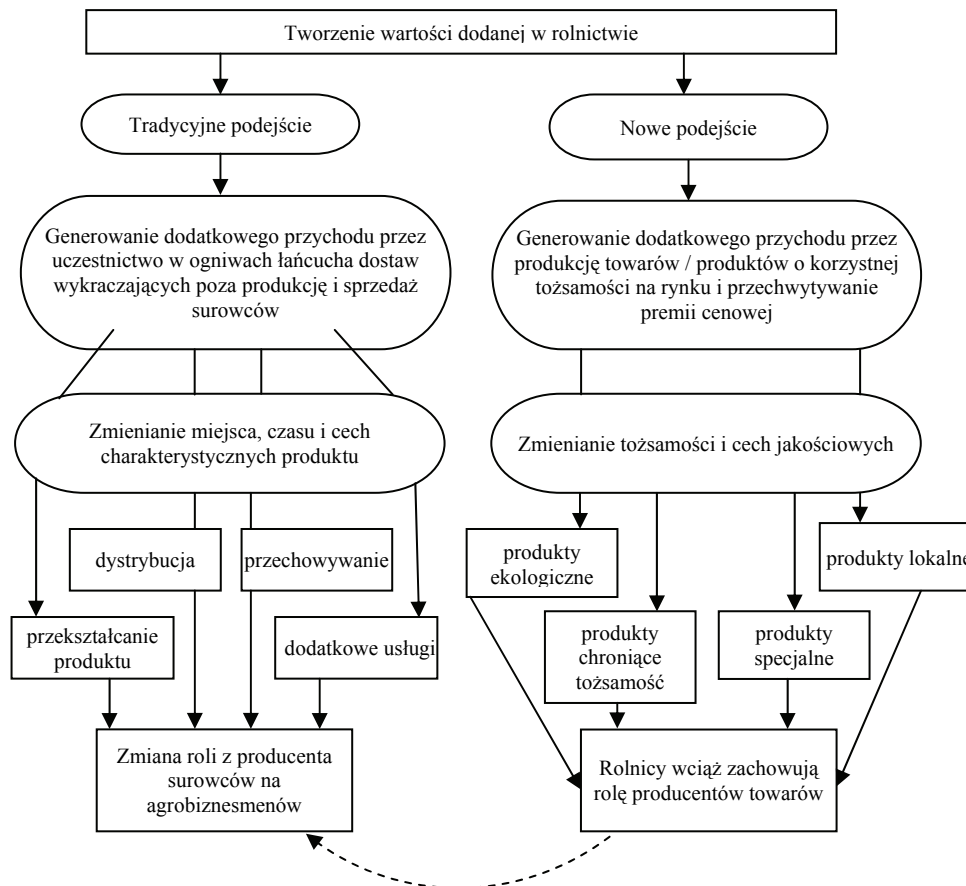 Tworzenie wartości dodanej w rolnictwie
Tradycyjne podejście
Nowe podejście
Generowanie dodatkowego przychodu przez
uczestnictwo w ogniwach łańcucha dostaw
wykraczających poza produkcję i sprzedaż
surowców
Generowanie dodatkowego przychodu przez
produkcję towarów / produktów o korzystnej
tożsamości na rynku i przechwytywanie
premii cenowej
Zmienianie miejsca, czasu i cech
charakterystycznych produktu
Zmienianie tożsamości i cech jakościowych
dystrybucja
przechowywanie
produkty
ekologiczne
produkty lokalne
przekształcanie
produktu
dodatkowe usługi
produkty
chroniące
tożsamość
produkty
specjalne
Zmiana roli z producenta
surowców na
agrobiznesmenów
Rolnicy wciąż zachowują
rolę producentów towarów